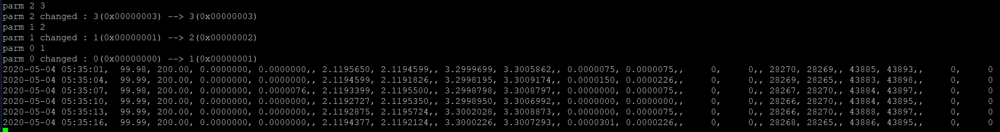 parm 2 3
parm 2 changed : 3(0x00000003) --> 3(0x00000003)
parm 1 2
parm 1 changed : 1(0x00000001) --> 2(0x00000002)
parm 0 1
parm 0 changed : 0(0x00000000) --> 1(0x00000001)
2020-05-04 05:35:01,  99.98, 200.00, 0.0000000, 0.0000000,, 2.1195650, 2.1194599,, 3.2999699, 3.3005862,, 0.0000075, 0.0000075,,     0,     0,, 28270, 28269,, 43885, 43893,,     0,     0
2020-05-04 05:35:04,  99.99, 200.00, 0.0000000, 0.0000000,, 2.1194599, 2.1191826,, 3.2998195, 3.3009174,, 0.0000150, 0.0000226,,     0,     0,, 28269, 28265,, 43883, 43898,,     0,     0
2020-05-04 05:35:07,  99.98, 200.00, 0.0000000, 0.0000076,, 2.1193399, 2.1195500,, 3.2998798, 3.3008797,, 0.0000000, 0.0000075,,     0,     0,, 28267, 28270,, 43884, 43897,,     0,     0
2020-05-04 05:35:10,  99.99, 200.00, 0.0000000, 0.0000000,, 2.1192727, 2.1195350,, 3.2998950, 3.3006992,, 0.0000000, 0.0000000,,     0,     0,, 28266, 28270,, 43884, 43895,,     0,     0
2020-05-04 05:35:13,  99.99, 200.00, 0.0000000, 0.0000000,, 2.1192875, 2.1195724,, 3.3002028, 3.3008873,, 0.0000000, 0.0000075,,     0,     0,, 28266, 28270,, 43888, 43897,,     0,     0
2020-05-04 05:35:16,  99.99, 200.00, 0.0000000, 0.0000000,, 2.1194377, 2.1192124,, 3.3000226, 3.3007293,, 0.0000301, 0.0000226,,     0,     0,, 28268, 28265,, 43886, 43895,,     0,     0